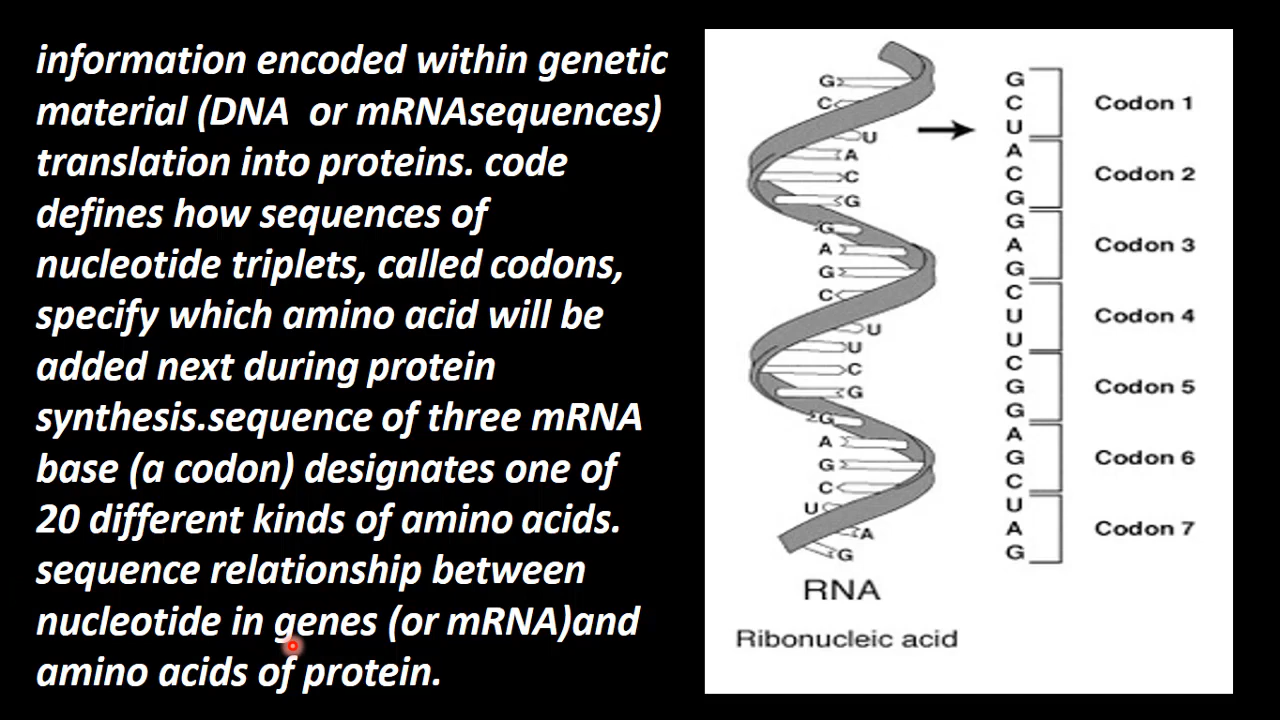 information encoded within genetic
material (DNA  or mRNAsequences)
translation into proteins. code
defines how sequences of
nucleotide triplets, called codons,
specify which amino acid will be
added next during protein
synthesis.sequence of three mRNA
base (a codon) designates one of
20 different kinds of amino acids.
sequence relationship between
nucleotide in genes (or mRNA)and
amino acids of protein.
G
C
U
A
C
G
G
A
G
C
U
U
C
G
G
A
G
C
U
A
G
RNA
Ribonucleic acid
G
C
U
Codon 1
A
C
G
Codon 2
G
A
G
Codon 3
C
U
U
Codon 4
C
G
G
Codon 5
A
G
C
Codon 6
U
A
G
Codon 7